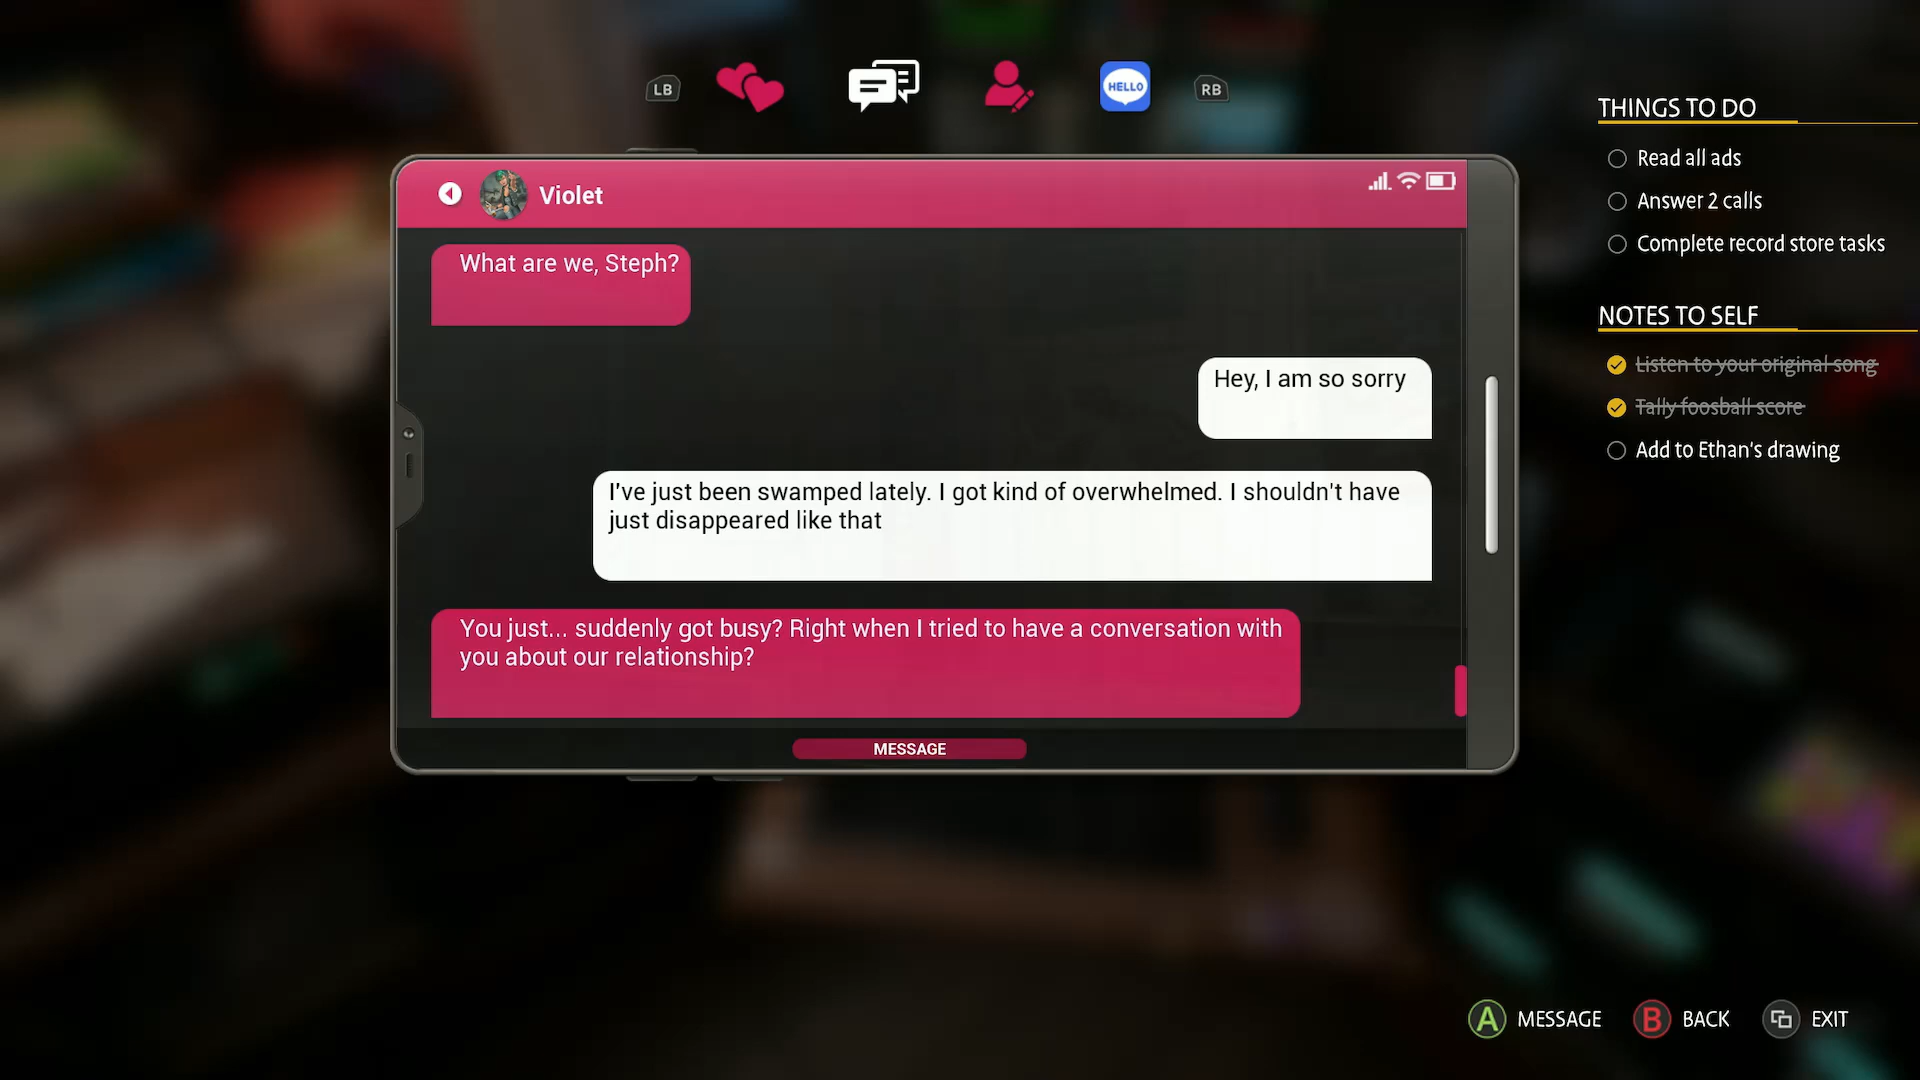 LB
HELLO
RB
Violet
What are we, Steph?
Hey, I am so sorry
I've just been swamped lately. I got kind of overwhelmed. I shouldn't have
just disappeared like that
You just... suddenly got busy? Right when I tried to have a conversation with
you about our relationship?
MESSAGE
THINGS TO DO
Read all ads
Answer 2 calls
Complete record store tasks
NOTES TO SELF
Listen to your original song
Tally foosball score
Add to Ethan's drawing
A MESSAGE
B BACK
EXIT